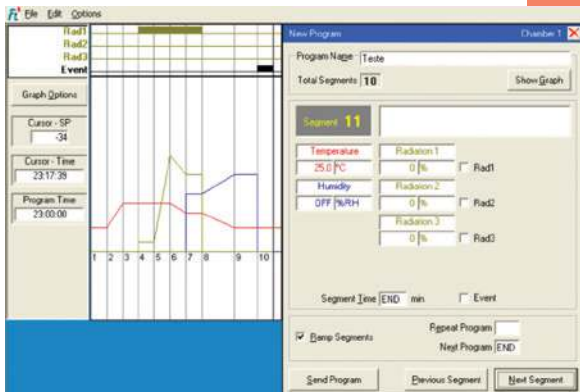 File Edit Options
Rad1
Rad2
Rad3
Event
Graph Options
Cursor - SP
-34
Cursor - Time
23:17:39
Program Time
23:00:00
1 2 3 4 5 6 7 8 9 10
New Program Chamber 1
Program Name Teste
Total Segments 10 Show Graph
Segment 11
Temperature Radiation 1
25.0 °C 0 % Rad1
Humidity Radiation 2
OFF %RH 0 % Rad2
Radiation 3
0 % Rad3
Segment Time END min Event
Ramp Segments Repeat Program
Next Program END
Send Program Previous Segment Next Segment